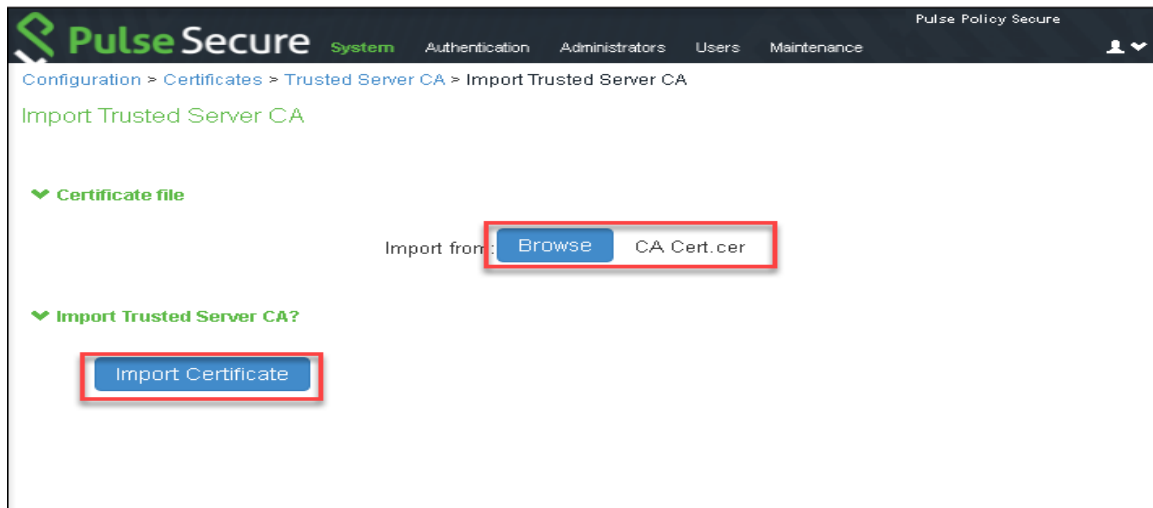 Pulse Policy Secure
Pulse Secure System Authentication Administrators Users Maintenance
Configuration > Certificates > Trusted Server CA > Import Trusted Server CA
Import Trusted Server CA
Certificate file
Import from: Browse CA Cert.cer
Import Trusted Server CA?
Import Certificate